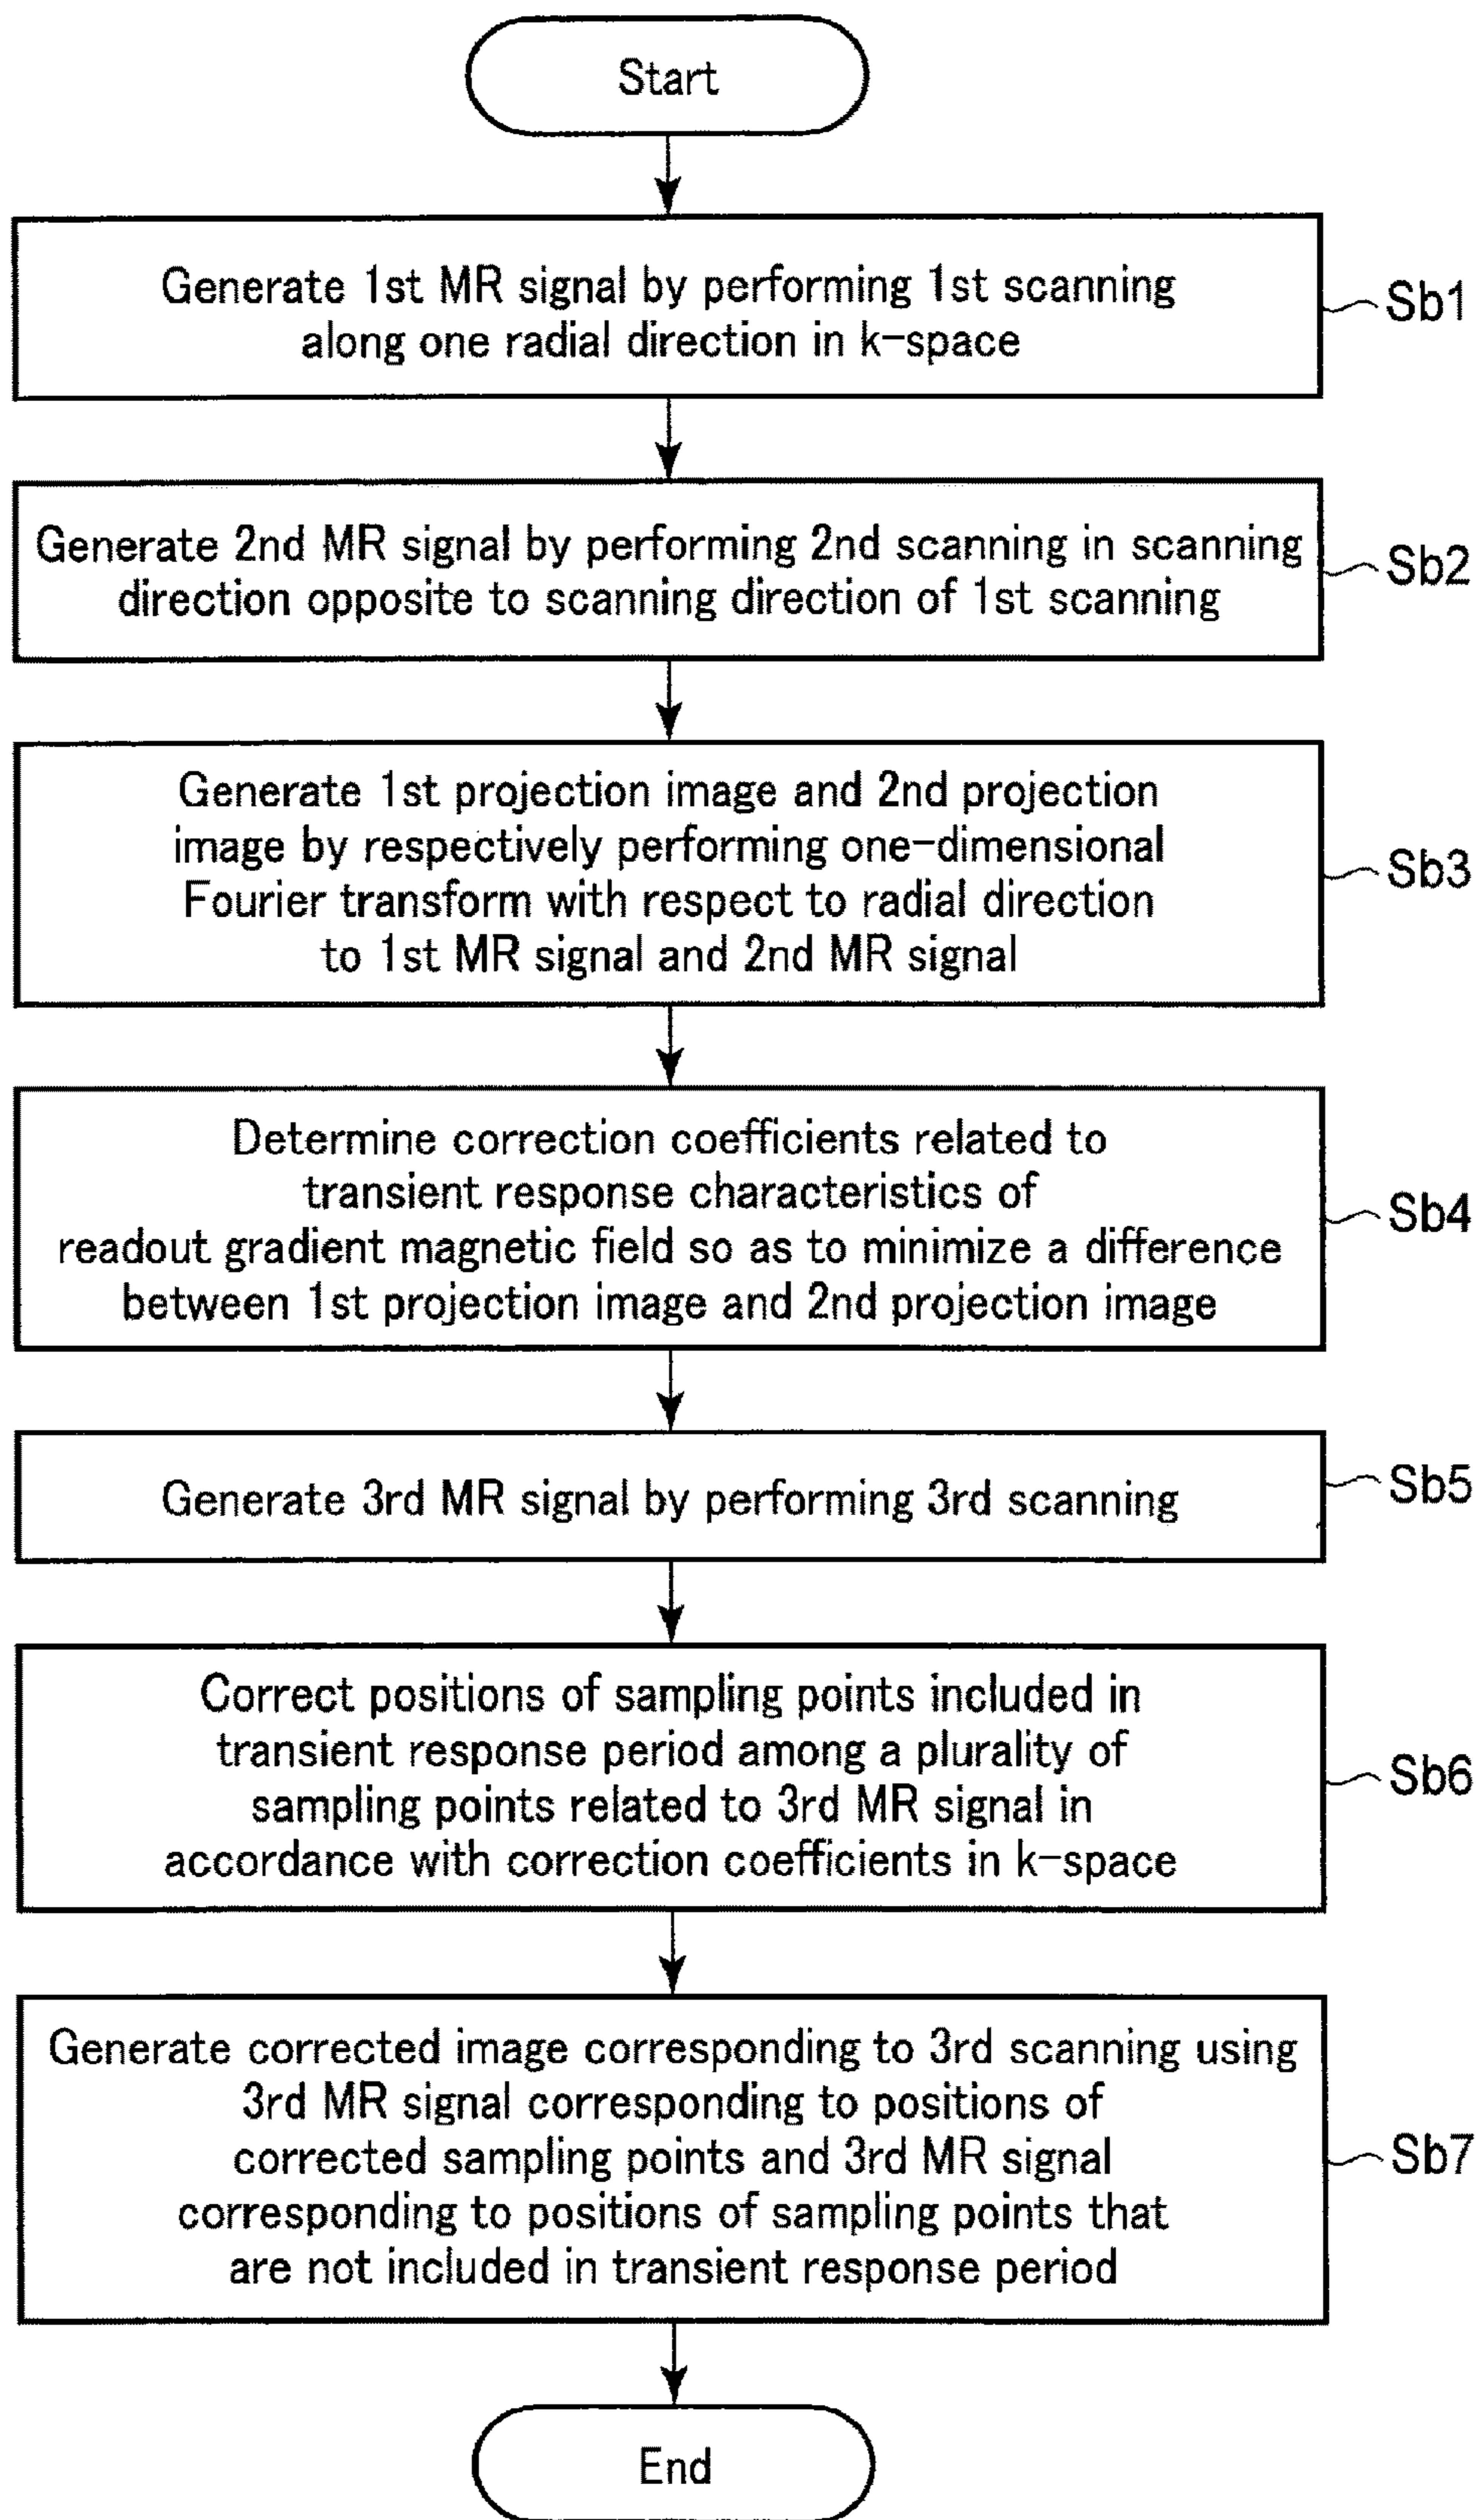 Start
Generate 1st MR signal by performing 1st scanning
along one radial direction in k-space
Sb1
Generate 2nd MR signal by performing 2nd scanning in scanning
direction opposite to scanning direction of 1st scanning
Sb2
Generate 1st projection image and 2nd projection
image by respectively performing one-dimensional
Fourier transform with respect to radial direction
to 1st MR signal and 2nd MR signal
Sb3
Determine correction coefficients related to
transient response characteristics of
readout gradient magnetic field so as to minimize a difference
between 1st projection image and 2nd projection image
Sb4
Generate 3rd MR signal by performing 3rd scanning
Sb5
Correct positions of sampling points included in
transient response period among a plurality of
sampling points related to 3rd MR signal in
accordance with correction coefficients in k-space
Sb6
Generate corrected image corresponding to 3rd scanning using
3rd MR signal corresponding to positions of
corrected sampling points and 3rd MR signal
corresponding to positions of sampling points that
are not included in transient response period
Sb7
End